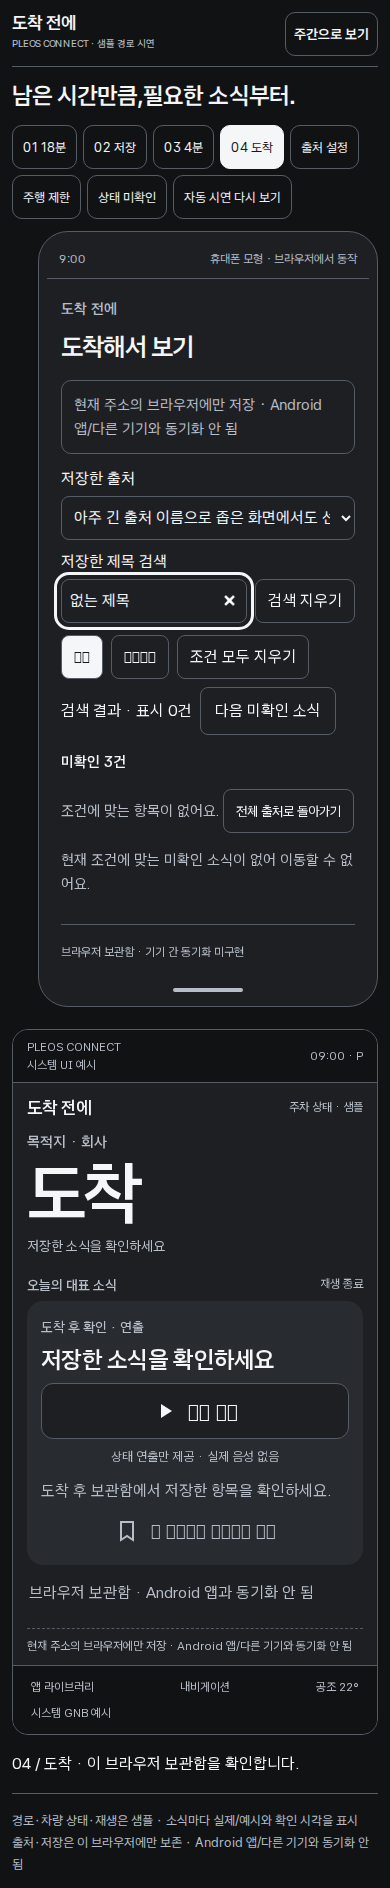 도착 전에
PLEOS CONNECT · 샘플 경로 시연
주간으로 보기
남은 시간만큼,필요한 소식부터.
01 18분
02 저장
03 4분
04 도착
출처 설정
주행 제한
상태 미확인
자동 시연 다시 보기
9:00
휴대폰 모형 · 브라우저에서 동작
도착 전에
도착해서 보기
현재 주소의 브라우저에만 저장 · Android
앱/다른 기기와 동기화 안 됨
저장한 출처
아주 긴 출처 이름으로 좁은 화면에서도
저장한 제목 검색
없는 제목
검색 지우기
조건 모두 지우기
검색 결과 · 표시 0건
다음 미확인 소식
미확인 3건
조건에 맞는 항목이 없어요.
전체 출처로 돌아가기
현재 조건에 맞는 미확인 소식이 없어 이동할 수 없
어요.
브라우저 보관함 · 기기 간 동기화 미구현
PLEOS CONNECT
시스템 UI 예시
09:00 · P
도착 전에
주차 상태 · 샘플
목적지 · 회사
도착
저장한 소식을 확인하세요
오늘의 대표 소식
재생 종료
도착 후 확인 · 연출
저장한 소식을 확인하세요
상태 연출만 제공 · 실제 음성 없음
도착 후 보관함에서 저장한 항목을 확인하세요.
브라우저 보관함 · Android 앱과 동기화 안 됨
현재 주소의 브라우저에만 저장 · Android 앱/다른 기기와 동기화 안 됨
앱 라이브러리
내비게이션
공조 22°
시스템 GNB 예시
04 / 도착 · 이 브라우저 보관함을 확인합니다.
경로·차량 상태·재생은 샘플 · 소식마다 실제/예시와 확인 시각을 표시
출처·저장은 이 브라우저에만 보존 · Android 앱/다른 기기와 동기화 안
됨